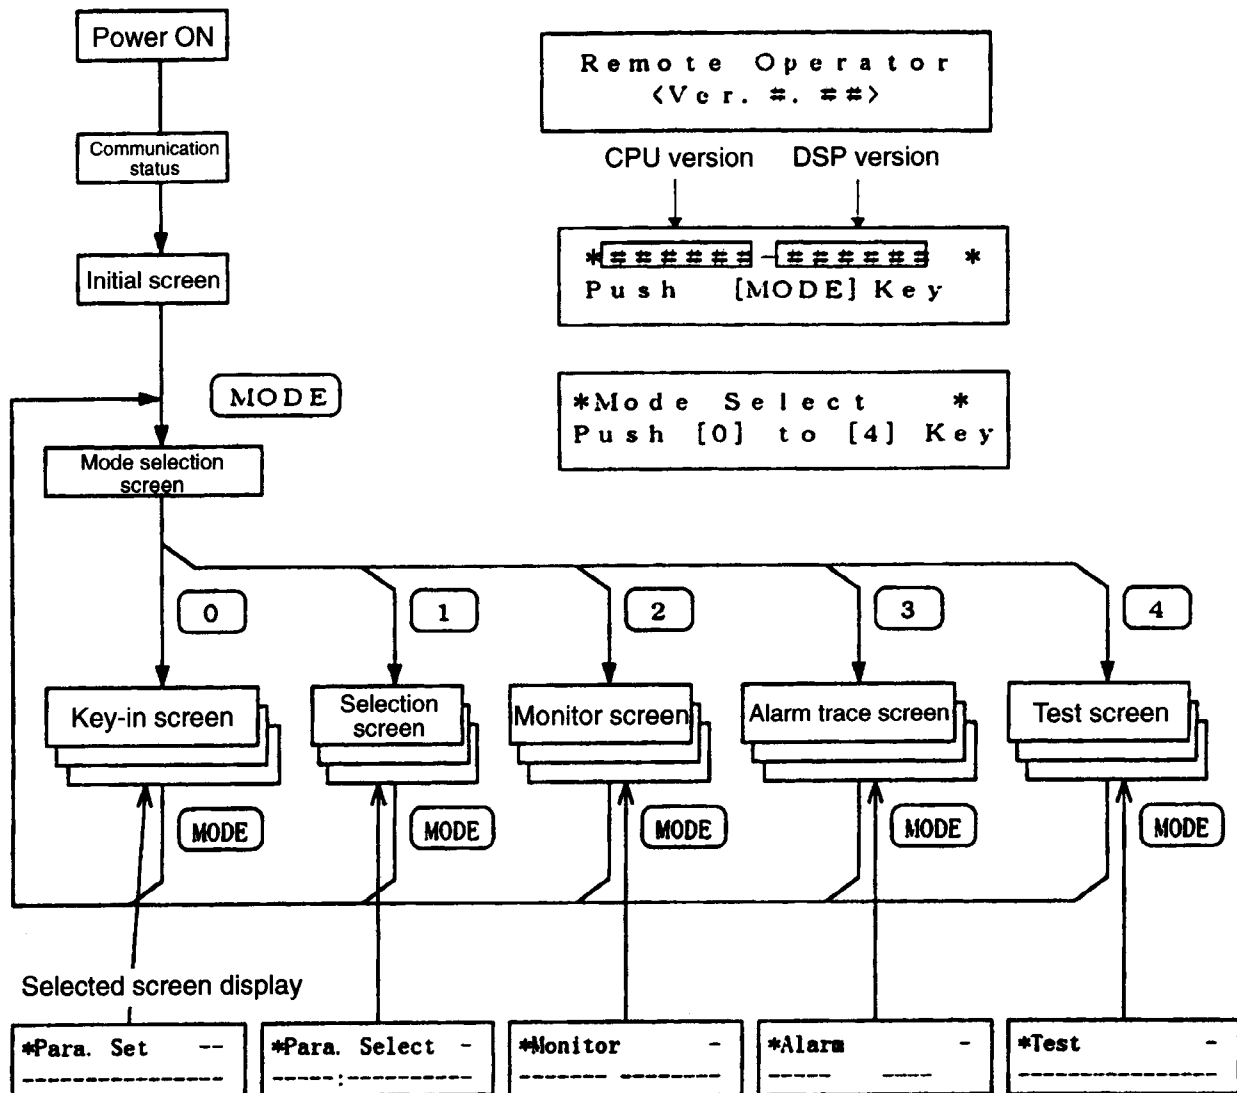 Power ON
Remote Operator
<Ver. #. ##>
Communication
status
CPU version DSP version
Initial screen
*######-###### *
Push [MODE] Key
MODE
*Mode Select *
Push [0] to [4] Key
Mode selection
screen
0 1 2 3 4
Key-in screen
Selection
screen
Monitor screen
Alarm trace screen
Test screen
MODE MODE MODE MODE MODE
Selected screen display
*Para. Set --
----------------
*Para. Select -
-----:----------
*Monitor -
------- --------
*Alarm -
----- ----
*Test -
----------------